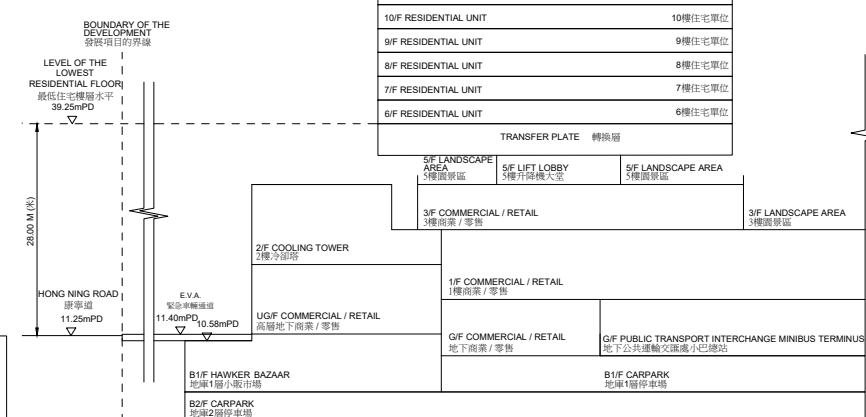 10/F RESIDENTIAL UNIT 10樓住宅單位
9/F RESIDENTIAL UNIT 9樓住宅單位
8/F RESIDENTIAL UNIT 8樓住宅單位
7/F RESIDENTIAL UNIT 7樓住宅單位
6/F RESIDENTIAL UNIT 6樓住宅單位
TRANSFER PLATE 轉換層
BOUNDARY OF THE
DEVELOPMENT
發展項目的界線
LEVEL OF THE
LOWEST
RESIDENTIAL FLOOR
最低住宅樓層水平
39.25mPD
28.00 M (米)
5/F LANDSCAPE
AREA
5樓園景區
5/F LIFT LOBBY
5樓升降機大堂
5/F LANDSCAPE AREA
5樓園景區
3/F COMMERCIAL / RETAIL
3樓商業 / 零售
3/F LANDSCAPE AREA
3樓園景區
2/F COOLING TOWER
2樓冷卻塔
1/F COMMERCIAL / RETAIL
1樓商業 / 零售
HONG NING ROAD
康寧道
11.25mPD
E.V.A.
緊急車輛通道
11.40mPD
10.58mPD
UG/F COMMERCIAL / RETAIL
高層地下商業 / 零售
G/F COMMERCIAL / RETAIL
地下商業 / 零售
G/F PUBLIC TRANSPORT INTERCHANGE MINIBUS TERMINUS
地下公共運輸交匯處小巴總站
B1/F HAWKER BAZAAR
地庫1層小販市場
B1/F CARPARK
地庫1層停車場
B2/F CARPARK
地庫2層停車場